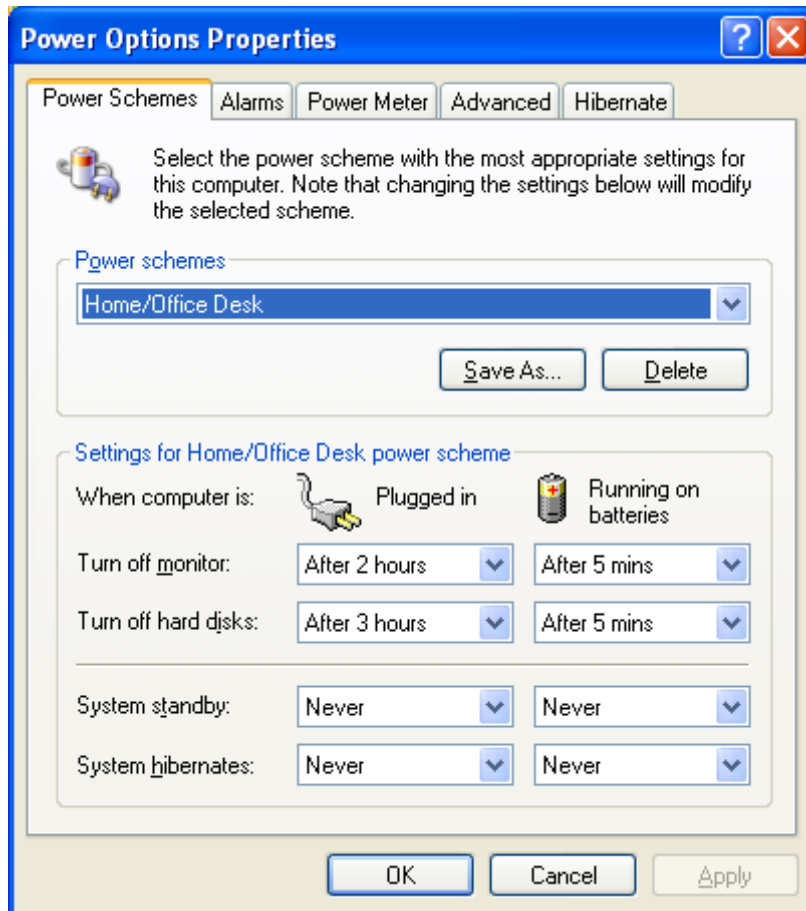 Power Options Properties
Power Schemes Alarms Power Meter Advanced Hibernate
Select the power scheme with the most appropriate settings for
this computer. Note that changing the settings below will modify
the selected scheme.
Power schemes
Home/Office Desk
Save As... Delete
Settings for Home/Office Desk power scheme
When computer is: Plugged in Running on
batteries
Turn off monitor: After 2 hours After 5 mins
Turn off hard disks: After 3 hours After 5 mins
System standby: Never Never
System hibernates: Never Never
OK Cancel Apply